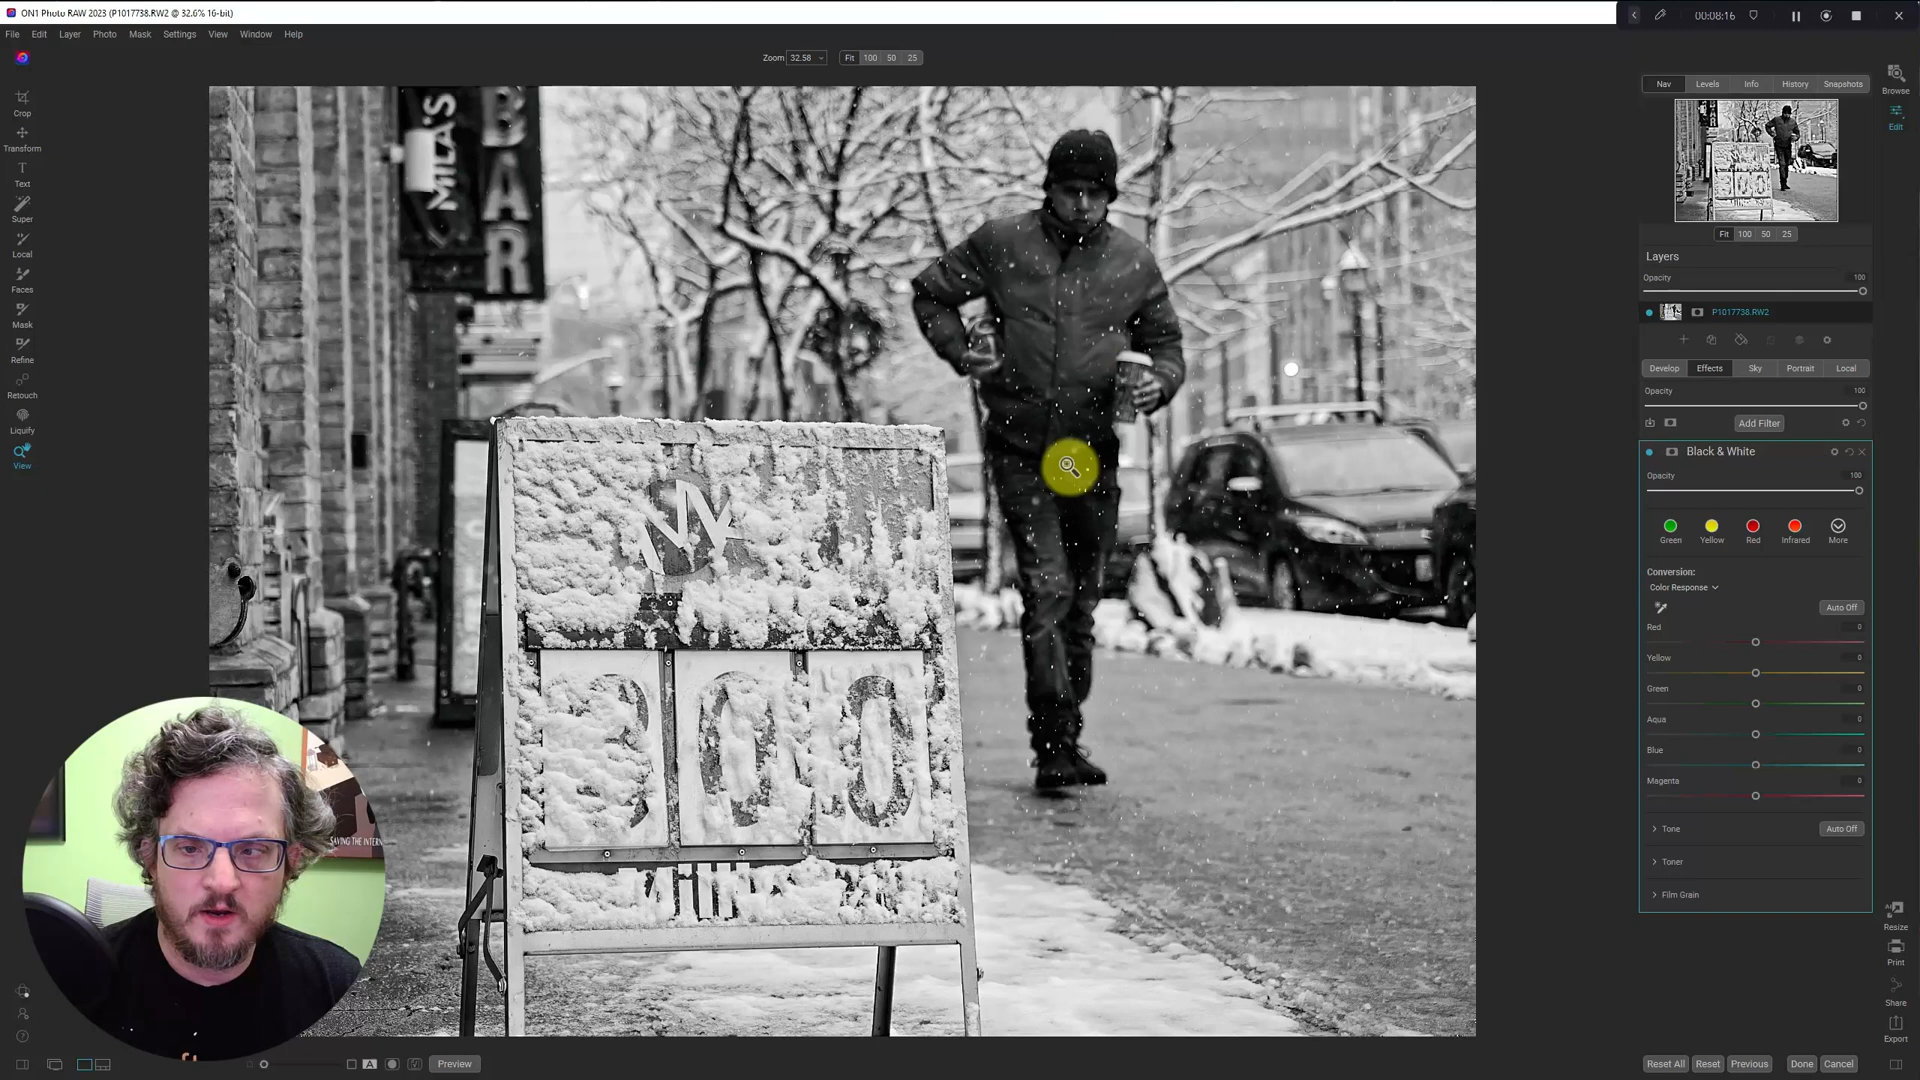 ON1 Photo RAW 2023 (P1017738.RW2 @ 32.6% 16-bit)
00:08:16
File Edit Layer Photo Mask Settings View Window Help
Zoom 32.58 Fit 100 50 25
Crop
Transform
Text
Super
Local
Faces
Mask
Refine
Retouch
Liquify
View
MILA'S
BAR
300
SAVING THE INTERN
Nav Levels Info History Snapshots
Fit 100 50 25
Browse
Edit
Layers
Opacity 100
P1017738.RW2
Develop Effects Sky Portrait Local
Opacity 100
Add Filter
Black & White
Opacity 100
Green Yellow Red Infrared More
Conversion:
Color Response
Auto Off
Red 0
Yellow 0
Green 0
Aqua 0
Blue 0
Magenta 0
Tone Auto Off
Toner
Film Grain
Resize
Print
Share
Export
A Preview
Reset All Reset Previous Done Cancel